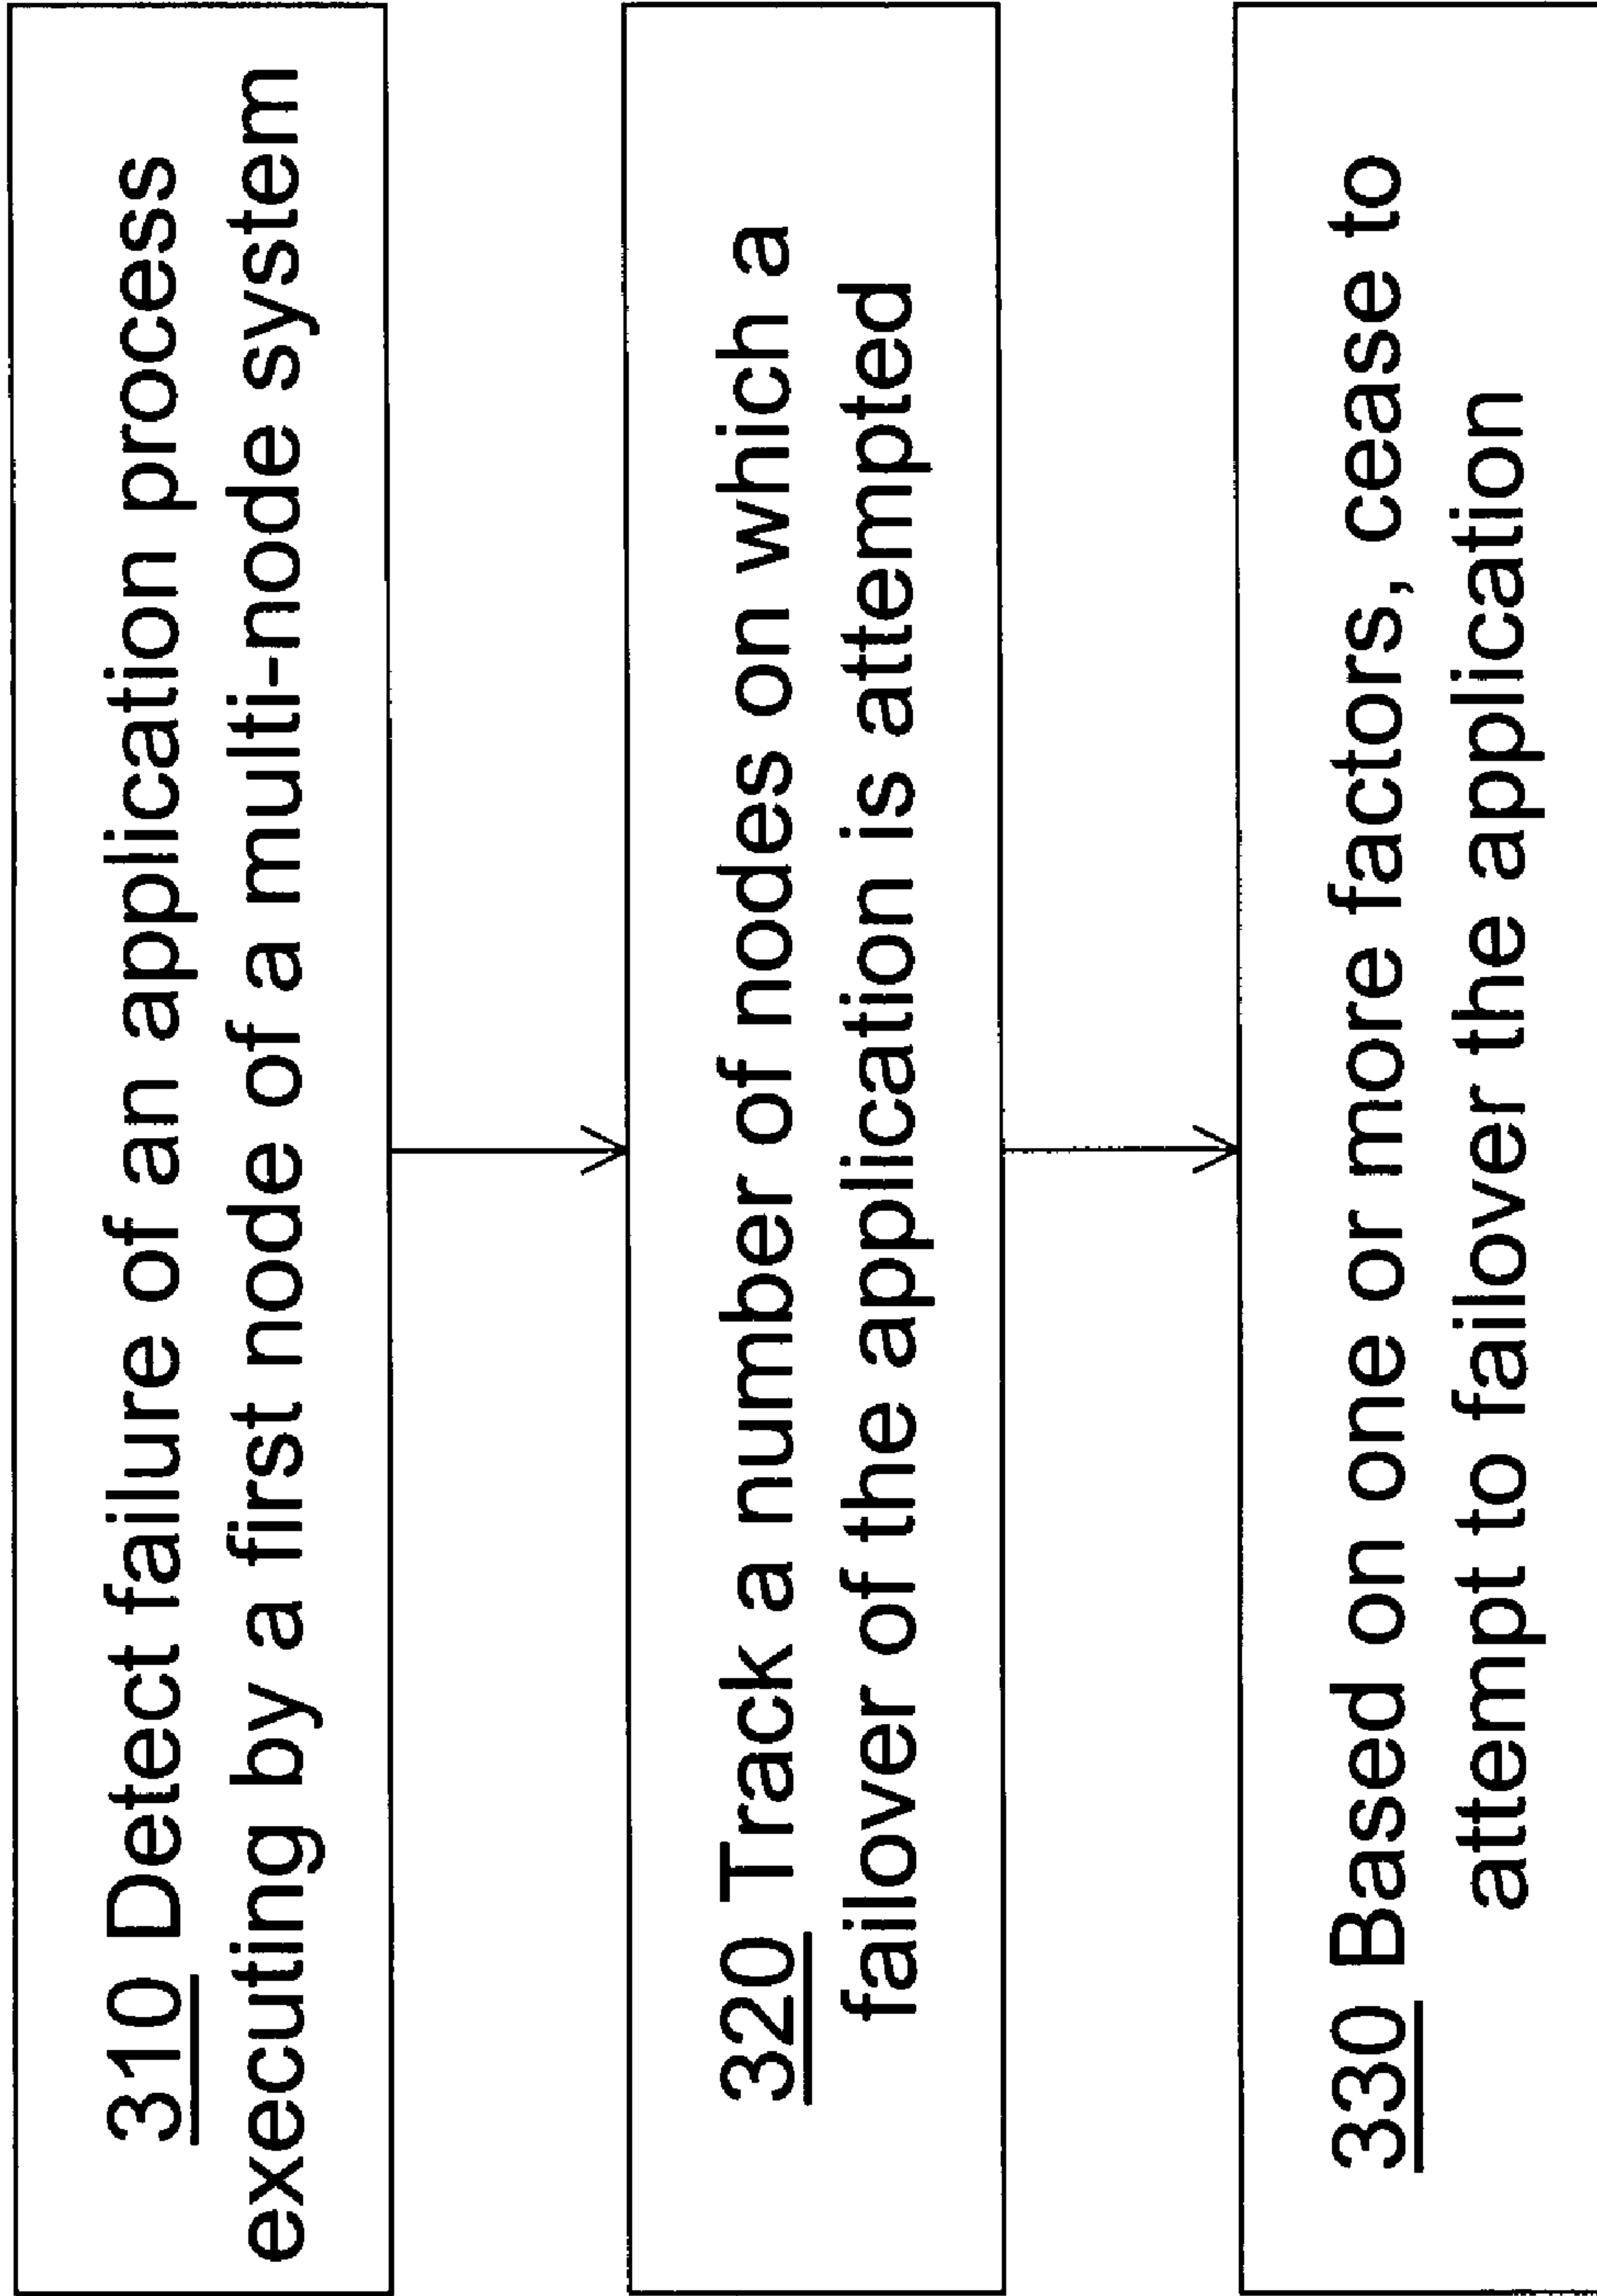 310 Detect failure of an application process
executing by a first node of a multi-node system
320 Track a number of nodes on which a
failover of the application is attempted
330 Based on one or more factors, cease to
attempt to failover the application